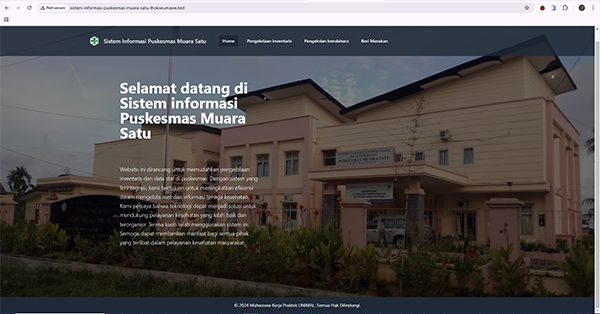 Not secure
sistem-informasi-puskesmas-muara-satu-lhokseumawe.test
Sistem Informasi Puskesmas Muara Satu
Home
Pengelolaan Inventaris
Pengelolan bendahara
Beri Masukan
Selamat datang di
Sistem informasi
Puskesmas Muara
Satu
PUSKESMAS MUARA SATU
Website ini dirancang untuk memudahkan pengelolaan
inventaris dan data staf di puskesmas. Dengan sistem yang
terintegrasi, kami bertujuan untuk meningkatkan efisiensi
dalam mengelola aset dan informasi tenaga kesehatan.
Kami percaya bahwa teknologi dapat menjadi solusi untuk
mendukung pelayanan kesehatan yang lebih baik dan
terorganisir. Terima kasih telah menggunakan sistem ini.
Semoga dapat memberikan manfaat bagi semua pihak
yang terlibat dalam pelayanan kesehatan masyarakat.
© 2024 Mahasiswa Kerja Praktek UNIMAL. Semua Hak Dilindungi.